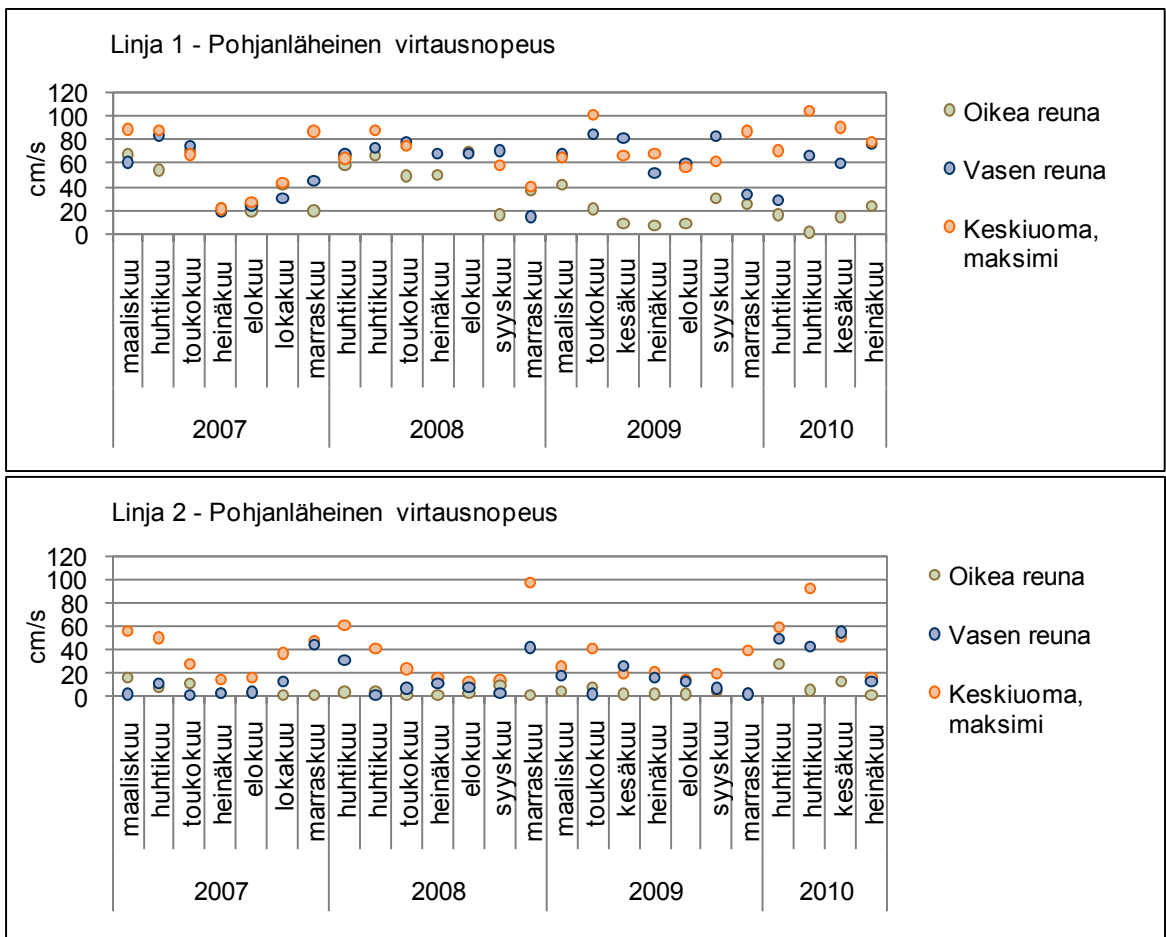 Linja 1 - Pohjanläheinen virtausnopeus
cm/s
120
100
80
60
40
20
0
Oikea reuna
Vasen reuna
Keskiuoma,
maksimi
maaliskuu
huhtikuu
toukokuu
heinäkuu
elokuu
lokakuu
marraskuu
huhtikuu
huhtikuu
toukokuu
heinäkuu
elokuu
syyskuu
marraskuu
maaliskuu
toukokuu
kesäkuu
heinäkuu
elokuu
syyskuu
marraskuu
huhtikuu
huhtikuu
kesäkuu
heinäkuu
2007
2008
2009
2010
Linja 2 - Pohjanläheinen virtausnopeus
cm/s
120
100
80
60
40
20
0
Oikea reuna
Vasen reuna
Keskiuoma,
maksimi
maaliskuu
huhtikuu
toukokuu
heinäkuu
elokuu
lokakuu
marraskuu
huhtikuu
huhtikuu
toukokuu
heinäkuu
elokuu
syyskuu
marraskuu
maaliskuu
toukokuu
kesäkuu
heinäkuu
elokuu
syyskuu
marraskuu
huhtikuu
huhtikuu
kesäkuu
heinäkuu
2007
2008
2009
2010